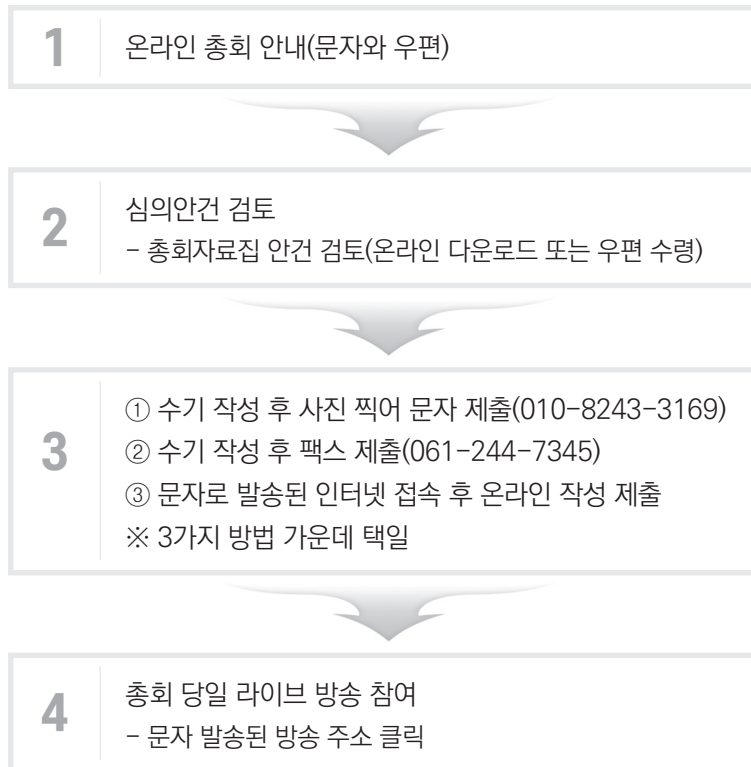 1
온라인 총회 안내(문자와 우편)
2
심의안건 검토
- 총회자료집 안건 검토(온라인 다운로드 또는 우편 수령)
3
① 수기 작성 후 사진 찍어 문자 제출(010-8243-3169)
② 수기 작성 후 팩스 제출(061-244-7345)
③ 문자로 발송된 인터넷 접속 후 온라인 작성 제출
※ 3가지 방법 가운데 택일
4
총회 당일 라이브 방송 참여
- 문자 발송된 방송 주소 클릭